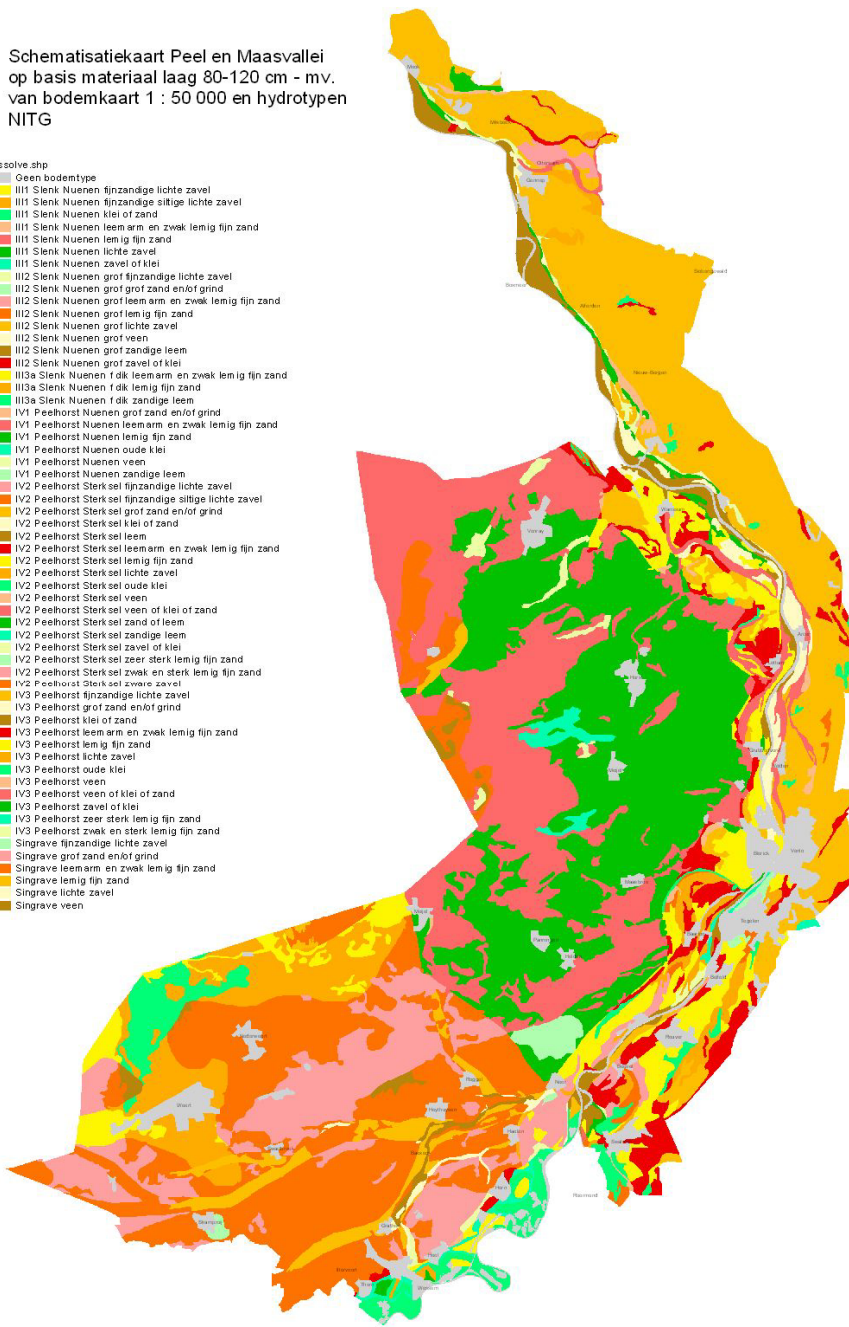 Schematisatiekaart Peel en Maasvallei
op basis materiaal laag 80-120 cm - mv.
van bodemkaart 1 : 50 000 en hydrotypen
NITG
ssolve.shp
Geen bodemtype
III1 Slenk Nuenen fijnzandige lichte zavel
III1 Slenk Nuenen fijnzandige siltige lichte zavel
III1 Slenk Nuenen klei of zand
III1 Slenk Nuenen leemarm en zwak lemig fijn zand
III1 Slenk Nuenen lemig fijn zand
III1 Slenk Nuenen lichte zavel
III1 Slenk Nuenen zavel of klei
III2 Slenk Nuenen grof fijnzandige lichte zavel
III2 Slenk Nuenen grof grof zand en/of grind
III2 Slenk Nuenen grof leemarm en zwak lemig fijn zand
III2 Slenk Nuenen grof lemig fijn zand
III2 Slenk Nuenen grof lichte zavel
III2 Slenk Nuenen grof veen
III2 Slenk Nuenen grof zandige leem
III2 Slenk Nuenen grof zavel of klei
III3a Slenk Nuenen f dik leemarm en zwak lemig fijn zand
III3a Slenk Nuenen f dik lemig fijn zand
III3a Slenk Nuenen f dik zandige leem
IV1 Peelhorst Nuenen grof zand en/of grind
IV1 Peelhorst Nuenen leemarm en zwak lemig fijn zand
IV1 Peelhorst Nuenen lemig fijn zand
IV1 Peelhorst Nuenen oude klei
IV1 Peelhorst Nuenen veen
IV1 Peelhorst Nuenen zandige leem
IV2 Peelhorst Sterksel fijnzandige lichte zavel
IV2 Peelhorst Sterksel fijnzandige siltige lichte zavel
IV2 Peelhorst Sterksel grof zand en/of grind
IV2 Peelhorst Sterksel klei of zand
IV2 Peelhorst Sterksel leem
IV2 Peelhorst Sterksel leemarm en zwak lemig fijn zand
IV2 Peelhorst Sterksel lemig fijn zand
IV2 Peelhorst Sterksel lichte zavel
IV2 Peelhorst Sterksel oude klei
IV2 Peelhorst Sterksel veen
IV2 Peelhorst Sterksel veen of klei of zand
IV2 Peelhorst Sterksel zand of leem
IV2 Peelhorst Sterksel zandige leem
IV2 Peelhorst Sterksel zavel of klei
IV2 Peelhorst Sterksel zeer sterk lemig fijn zand
IV2 Peelhorst Sterksel zwak en sterk lemig fijn zand
IV2 Peelhorst Sterksel zware zavel
IV3 Peelhorst fijnzandige lichte zavel
IV3 Peelhorst grof zand en/of grind
IV3 Peelhorst klei of zand
IV3 Peelhorst leemarm en zwak lemig fijn zand
IV3 Peelhorst lemig fijn zand
IV3 Peelhorst lichte zavel
IV3 Peelhorst oude klei
IV3 Peelhorst veen
IV3 Peelhorst veen of klei of zand
IV3 Peelhorst zavel of klei
IV3 Peelhorst zeer sterk lemig fijn zand
IV3 Peelhorst zwak en sterk lemig fijn zand
Singrave fijnzandige lichte zavel
Singrave grof zand en/of grind
Singrave leemarm en zwak lemig fijn zand
Singrave lemig fijn zand
Singrave lichte zavel
Singrave veen
Venray
Venlo
Weert